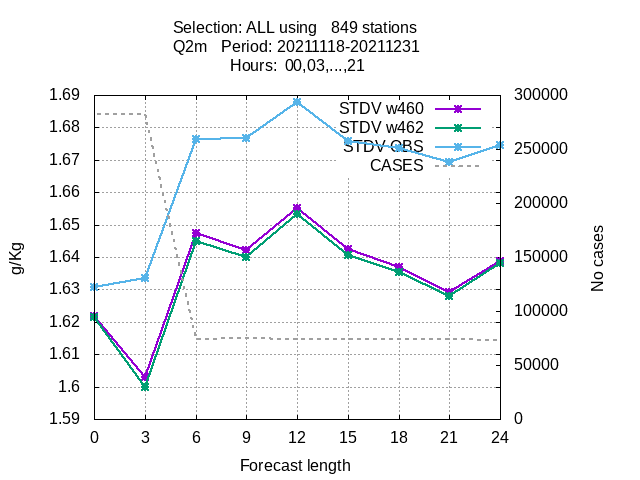 Selection: ALL using   849 stations
Q2m   Period: 20211118-20211231
Hours:  00,03,...,21
1.69
1.68
1.67
1.66
1.65
1.64
1.63
1.62
1.61
1.6
1.59
g/Kg
STDV w460
STDV w462
STDV OBS
CASES
300000
250000
200000
150000
100000
50000
0
No cases
0 3 6 9 12 15 18 21 24
Forecast length